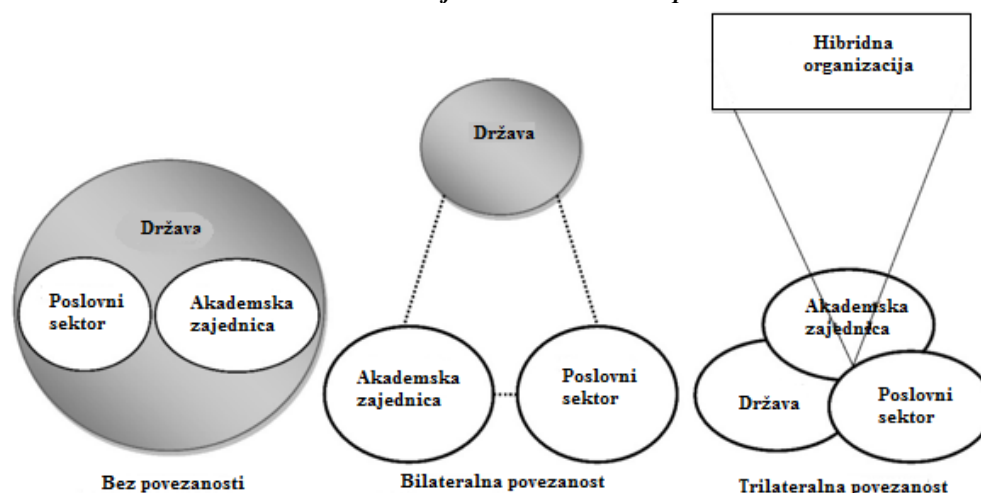 Država
Poslovni
sektor
Akademska
zajednica
Bez povezanosti
Država
Akademska
zajednica
Poslovni
sektor
Bilateralna povezanost
Hibridna
organizacija
Akademska
zajednica
Država
Poslovni
sektor
Trilateralna povezanost